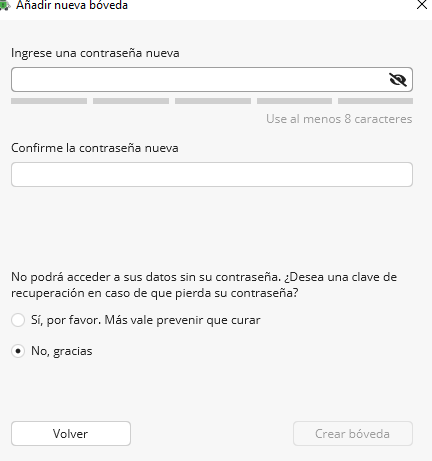 Añadir nueva bóveda
Ingrese una contraseña nueva
Use al menos 8 caracteres
Confirme la contraseña nueva
No podrá acceder a sus datos sin su contraseña. ¿Desea una clave de
recuperación en caso de que pierda su contraseña?
Sí, por favor. Más vale prevenir que curar
No, gracias
Volver
Crear bóveda